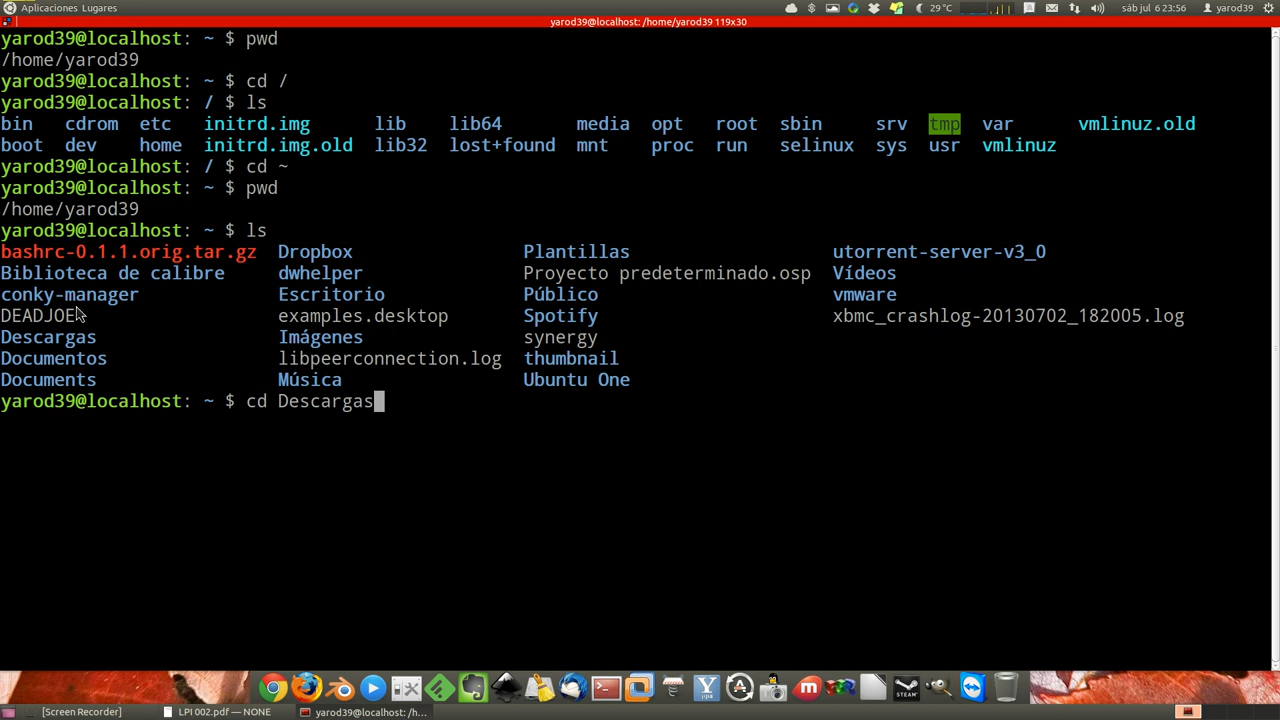 Aplicaciones Lugares
29°C
sáb jul 6 23:56
yarod39
yarod39@localhost: /home/yarod39 119x30
yarod39@localhost: ~ $ pwd
/home/yarod39
yarod39@localhost: ~ $ cd /
yarod39@localhost: / $ ls
bin cdrom etc initrd.img lib lib64 media opt root sbin srv tmp var vmlinuz.old
boot dev home initrd.img.old lib32 lost+found mnt proc run selinux sys usr vmlinuz
yarod39@localhost: / $ cd ~
yarod39@localhost: ~ $ pwd
/home/yarod39
yarod39@localhost: ~ $ ls
bashrc-0.1.1.orig.tar.gz Dropbox Plantillas utorrent-server-v3_0
Biblioteca de calibre dwhelper Proyecto predeterminado.osp Vídeos
conky-manager Escritorio Público vmware
DEADJOE examples.desktop Spotify xbmc_crashlog-20130702_182005.log
Descargas Imágenes synergy
Documentos libpeerconnection.log thumbnail
Documents Música Ubuntu One
yarod39@localhost: ~ $ cd Descargas
STEAM
[Screen Recorder]
LPI 002.pdf — NONE
yarod39@localhost: /h...